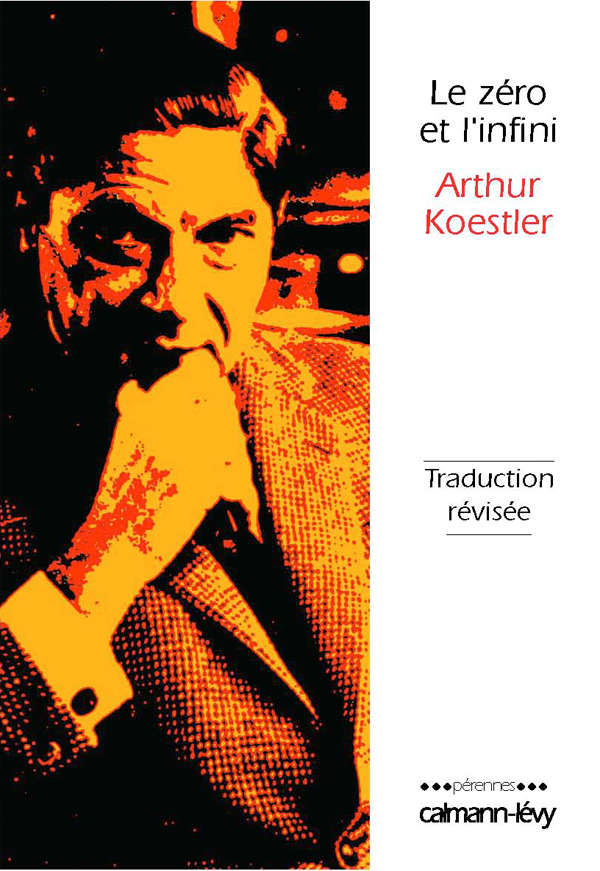 Le zéro
et l'infini
Arthur
Koestler
Traduction
révisée
◆◆◆pérennes◆◆◆
calmann-lévy